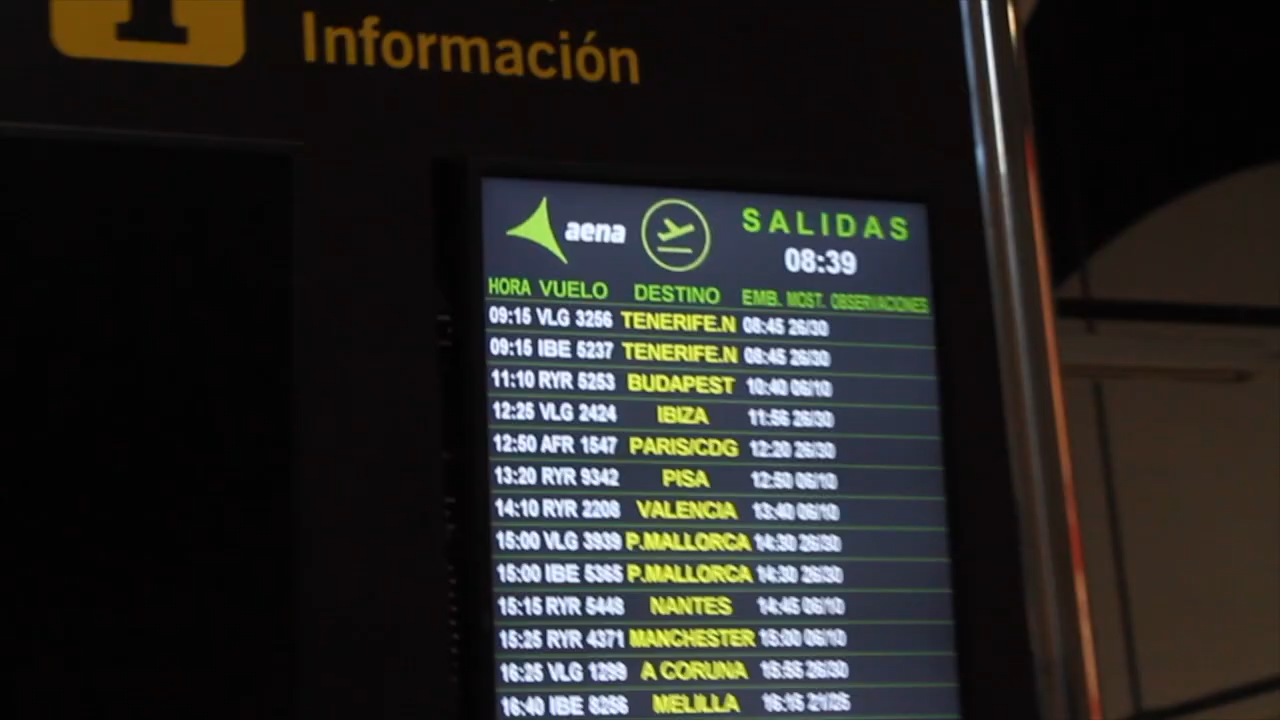 i
Información
aena
SALIDAS
08:39
HORA VUELO DESTINO EMB. MOST. OBSERVACIONES
09:15 VLG 3256 TENERIFE.N 08:45 26/30
09:15 IBE 5237 TENERIFE.N 08:45 26/30
11:10 RYR 5253 BUDAPEST 10:40 06/10
12:25 VLG 2424 IBIZA 11:56 26/30
12:50 AFR 1547 PARIS/CDG 12:20 26/30
13:20 RYR 9342 PISA 12:50 06/10
14:10 RYR 2208 VALENCIA 13:40 06/10
15:00 VLG 3939 P.MALLORCA 14:30 26/30
15:00 IBE 5365 P.MALLORCA 14:30 26/30
15:15 RYR 5448 NANTES 14:45 06/10
15:25 RYR 4371 MANCHESTER 15:00 06/10
16:25 VLG 1299 A CORUNA 15:55 26/30
16:40 IBE 8256 MELILLA 16:15 21/25